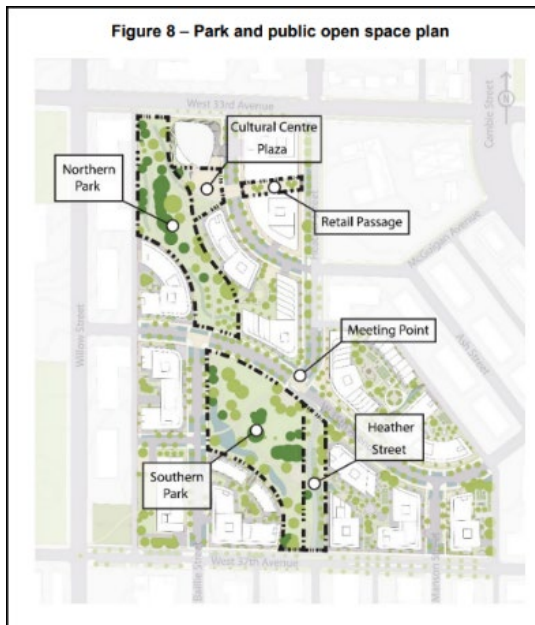 Figure 8 – Park and public open space plan
West 33rd Avenue
Cambie Street
N
Cultural Centre
Plaza
Northern
Park
Retail Passage
McGuigan Avenue
Willow Street
Ash Street
Meeting Point
Heather
Street
Southern
Park
Baillie Street
West 37th Avenue
Manson Street